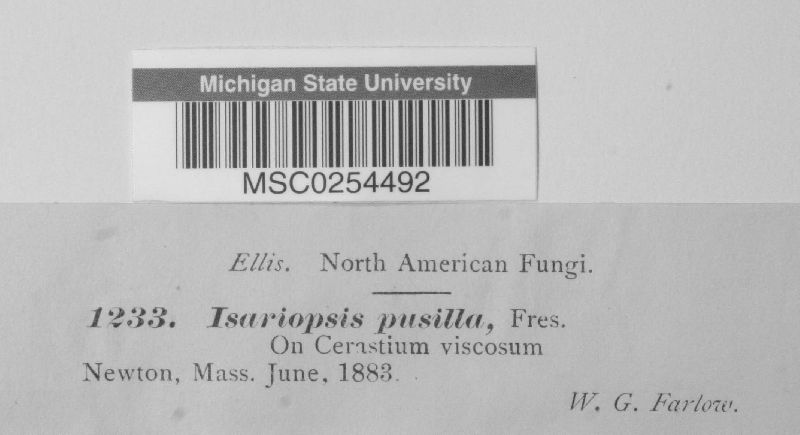 Michigan State University
MSC0254492
Ellis. North American Fungi.
1233. Isariopsis pusilla, Fres.
On Cerastium viscosum
Newton, Mass. June, 1883.
W. G. Farlow.